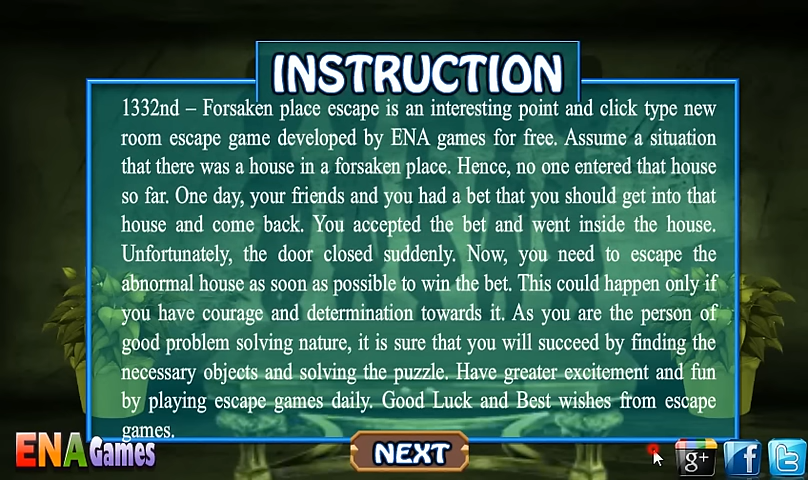 INSTRUCTION
1332nd – Forsaken place escape is an interesting point and click type new
room escape game developed by ENA games for free. Assume a situation
that there was a house in a forsaken place. Hence, no one entered that house
so far. One day, your friends and you had a bet that you should get into that
house and come back. You accepted the bet and went inside the house.
Unfortunately, the door closed suddenly. Now, you need to escape the
abnormal house as soon as possible to win the bet. This could happen only if
you have courage and determination towards it. As you are the person of
good problem solving nature, it is sure that you will succeed by finding the
necessary objects and solving the puzzle. Have greater excitement and fun
by playing escape games daily. Good Luck and Best wishes from escape
games.
ENA Games
NEXT
g+ f t